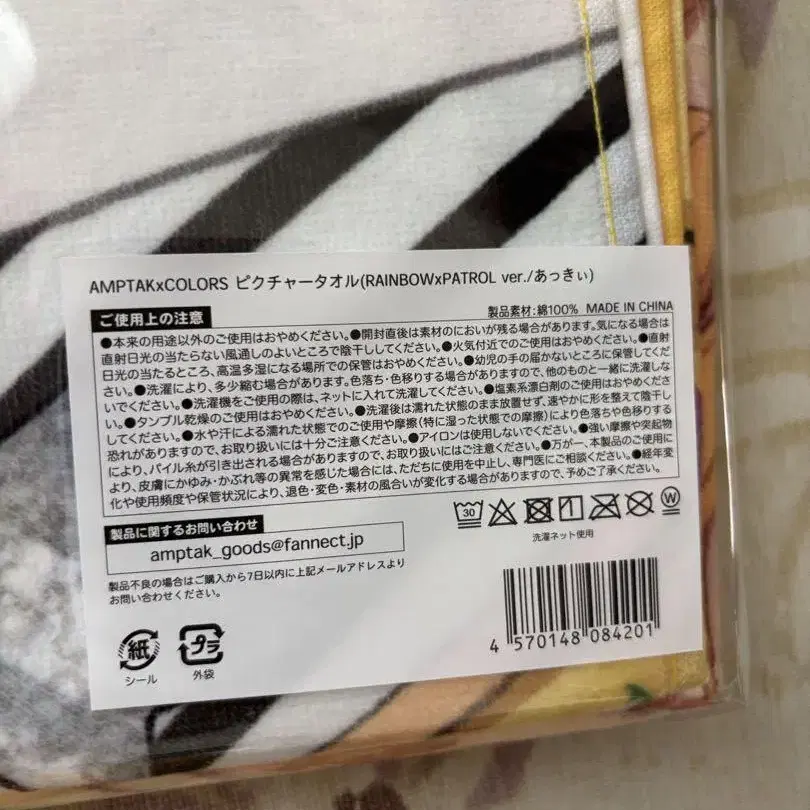 AMPTAKxCOLORS ピクチャータオル(RAINBOWxPATROL ver./あっきぃ)
ご使用上の注意
製品素材:綿100% MADE IN CHINA
●本来の用途以外のご使用はおやめください。●開封直後は素材のにおいが残る場合があります。気になる場合は
直射日光の当たらない風通しのよいところで陰干ししてください。●火気付近でのご使用はおやめください。●直射
日光の当たるところ、高温多湿になる場所での保管はおやめください。●幼児の手の届かないところに保管してくだ
さい。●洗濯により、多少縮む場合があります。色落ち・色移りする場合がありますので、他のものと一緒に洗濯しな
いでください。●洗濯機をご使用の際は、ネットに入れて洗濯してください。●塩素系漂白剤のご使用はおやめくださ
い。●タンブル乾燥のご使用はおやめください。●洗濯後は濡れた状態のまま放置せず、速やかに形を整えて陰干し
してください。●水や汗による濡れた状態でのご使用や摩擦(特に湿った状態での摩擦)により色落ちや色移りする
恐れがありますので、お取り扱いには十分ご注意ください。●アイロンは使用しないでください。●強い摩擦や突起物
により、パイル糸が引き出される場合がありますので、お取り扱いにはご注意ください。●万が一、本製品のご使用に
より、皮膚にかゆみ・かぶれ等の異常を感じた場合には、ただちに使用を中止し、専門医にご相談ください。●経年変
化や使用頻度や保管状況により、退色・変色・素材の風合いが変化する場合がありますので、予めご了承ください。
製品に関するお問い合わせ
amptak_goods@fannect.jp
製品不良の場合はご購入から7日以内に上記メールアドレスより
お問い合わせください。
30
W
洗濯ネット使用
紙
シール
プラ
外袋
4 570148 084201